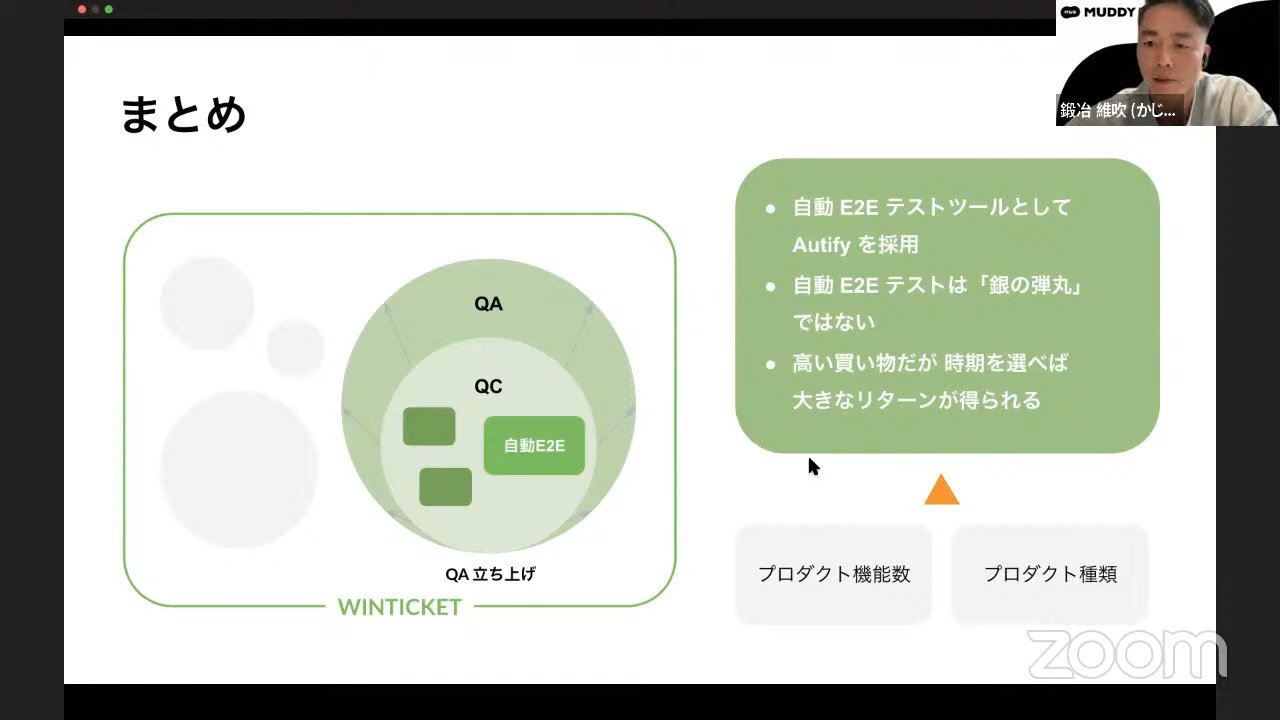 まとめ
QA
QC
自動E2E
QA 立ち上げ
WINTICKET
MUDDY
鍛冶 維吹 (かじ...
● 自動 E2E テストツールとして
Autify を採用
● 自動 E2E テストは「銀の弾丸」
ではない
● 高い買い物だが 時期を選べば
大きなリターンが得られる
プロダクト機能数
プロダクト種類
zoom